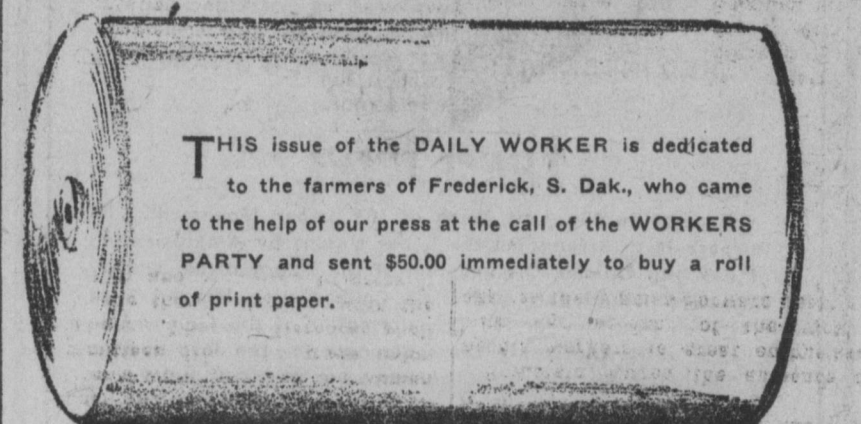 THIS issue of the DAILY WORKER is dedicated
to the farmers of Frederick, S. Dak., who came
to the help of our press at the call of the WORKERS
PARTY and sent $50.00 immediately to buy a roll
of print paper.